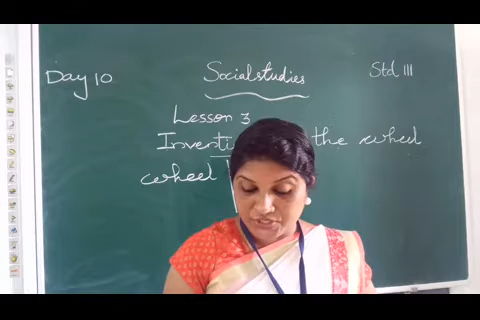 Day 10
Social studies
Std III
Lesson 3
Inventi the wheel
wheel